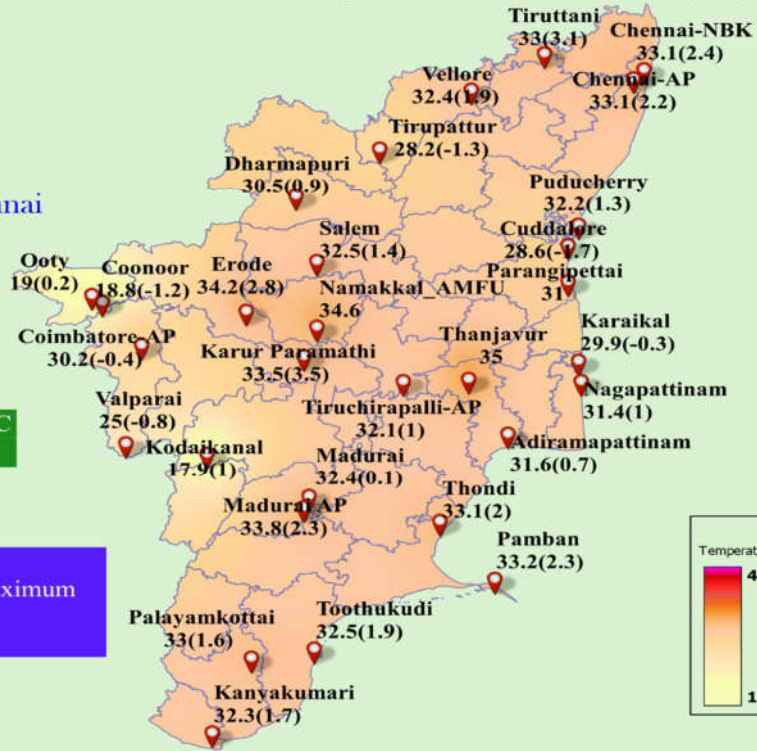 Tiruttani
33(3.1)
Chennai-NBK
33.1(2.4)
Vellore
32.4(1.9)
Chennai-AP
33.1(2.2)
Tirupattur
28.2(-1.3)
Dharmapuri
30.5(0.9)
nai
Puducherry
32.2(1.3)
Salem
32.5(1.4)
Cuddalore
28.6(-1.7)
Ooty
19(0.2)
Coonoor
18.8(-1.2)
Erode
34.2(2.8)
Parangipettai
31
Namakkal_AMFU
34.6
Coimbatore-AP
30.2(-0.4)
Karur Paramathi
33.5(3.5)
Thanjavur
35
Karaikal
29.9(-0.3)
Valparai
25(-0.8)
Tiruchirapalli-AP
32.1(1)
Nagapattinam
31.4(1)
C
Kodaikanal
17.9(1)
Adiramapattinam
31.6(0.7)
Madurai
32.4(0.1)
Madurai AP
33.8(2.3)
Thondi
33.1(2)
Pamban
33.2(2.3)
Temperat
4
1
ximum
Palayamkottai
33(1.6)
Toothukudi
32.5(1.9)
Kanyakumari
32.3(1.7)